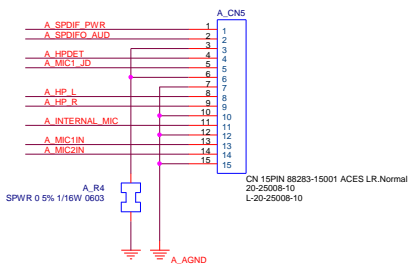 A_CN5
A_SPDIF_PWR 1 1
A_SPDIFO_AUD 2 2
3 3
A_HPDET 4 4
A_MIC1_JD 5 5
6 6
7 7
A_HP_L 8 8
A_HP_R 9 9
10 10
A_INTERNAL_MIC 11 11
12 12
A_MIC1IN 13 13
A_MIC2IN 14 14
15 15
CN 15PIN 88283-15001 ACES LR.Normal
20-25008-10
L-20-25008-10
A_R4
SPWR 0 5% 1/16W 0603
A_AGND